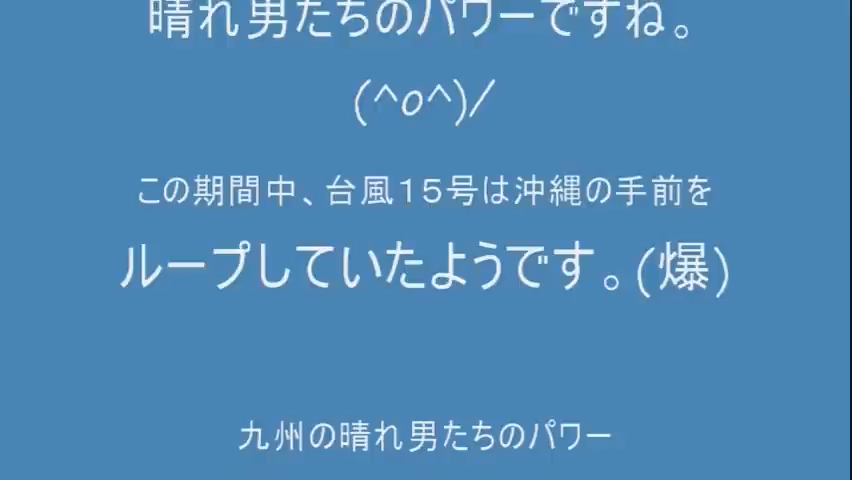 晴れ男たちのパワーですね。
(^o^)/
この期間中、台風１５号は沖縄の手前を
ループしていたようです。(爆)
九州の晴れ男たちのパワー